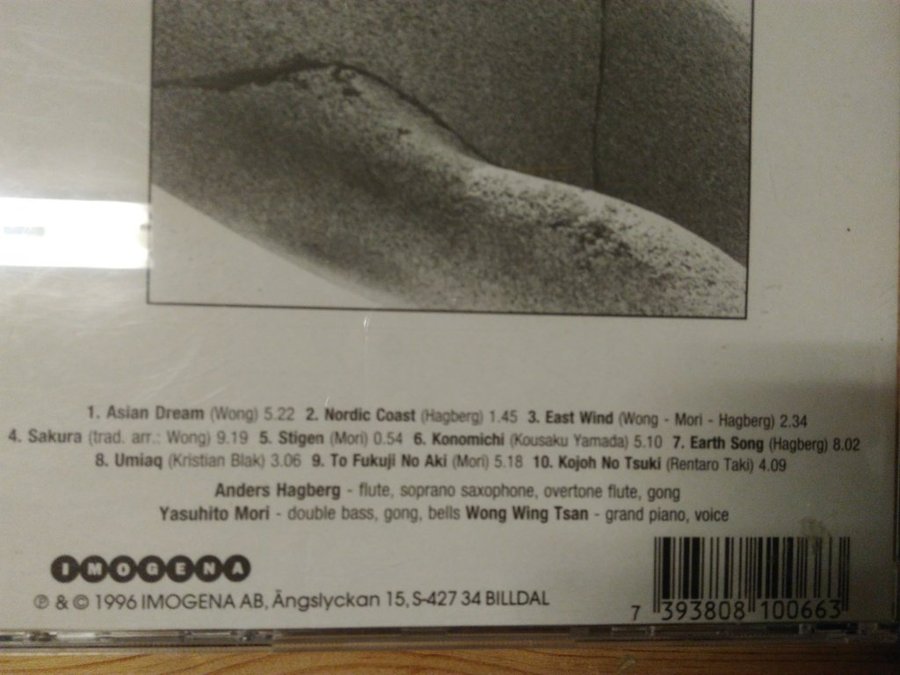 1. Asian Dream (Wong) 5.22 2. Nordic Coast (Hagberg) 1.45 3. East Wind (Wong - Mori - Hagberg) 2.34
4. Sakura (trad. arr.: Wong) 9.19 5. Stigen (Mori) 0.54 6. Konomichi (Kousaku Yamada) 5.10 7. Earth Song (Hagberg) 8.02
8. Umiaq (Kristian Blak) 3.06 9. To Fukuji No Aki (Mori) 5.18 10. Kojoh No Tsuki (Rentaro Taki) 4.09
Anders Hagberg - flute, soprano saxophone, overtone flute, gong
Yasuhito Mori - double bass, gong, bells Wong Wing Tsan - grand piano, voice
IMOGENA
℗ & © 1996 IMOGENA AB, Ängslyckan 15, S-427 34 BILLDAL
7 393808 100663